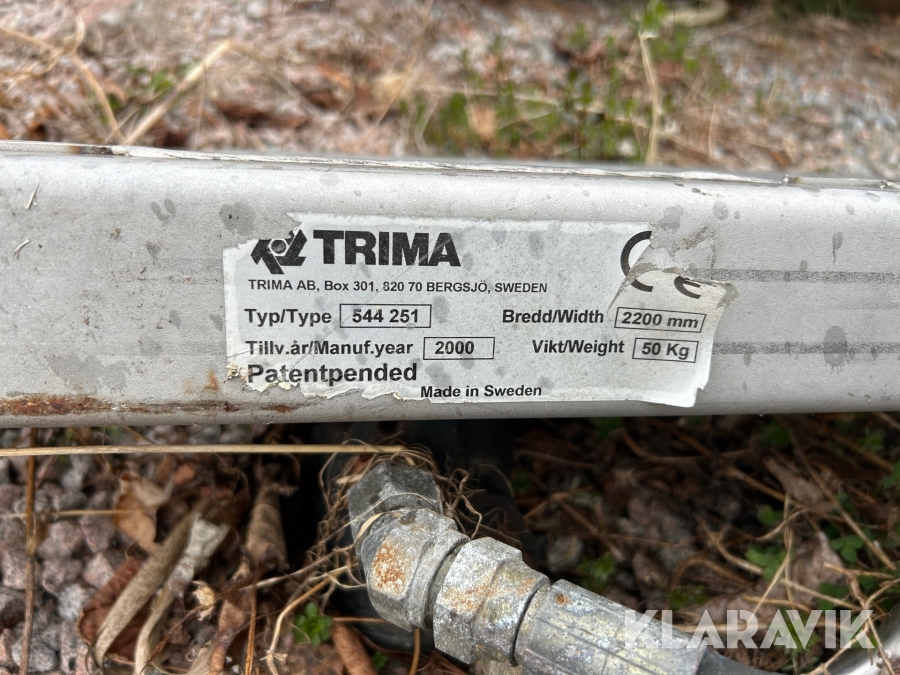 TRIMA
TRIMA AB, Box 301, 820 70 BERGSJÖ, SWEDEN
Typ/Type 544 251 Bredd/Width 2200 mm
Tillv.år/Manuf.year 2000 Vikt/Weight 50 Kg
Patentpended
Made in Sweden
CE
KLARAVIK